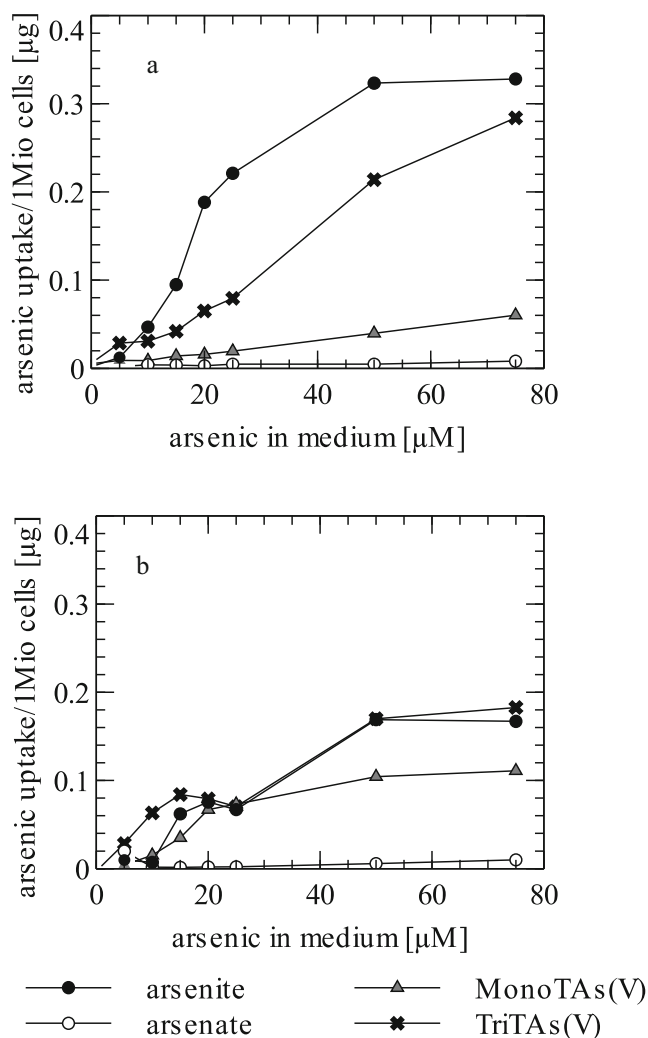 a
arsenic uptake/1Mio cells [µg]
0.4
0.3
0.2
0.1
0
0 20 40 60 80
arsenic in medium [µM]
b
arsenic uptake/1Mio cells [µg]
0.4
0.3
0.2
0.1
0
0 20 40 60 80
arsenic in medium [µM]
arsenite MonoTAs(V)
arsenate TriTAs(V)